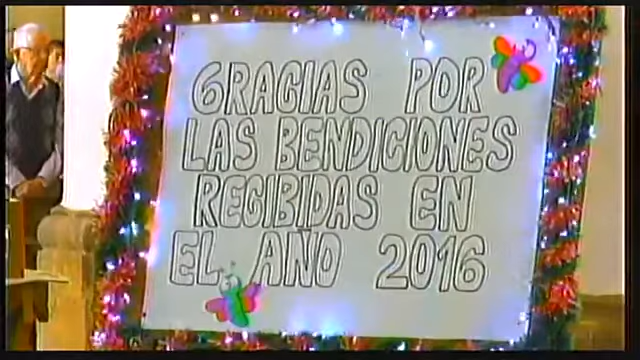 GRACIAS POR
LAS BENDICIONES
RECIBIDAS EN
EL AÑO 2016